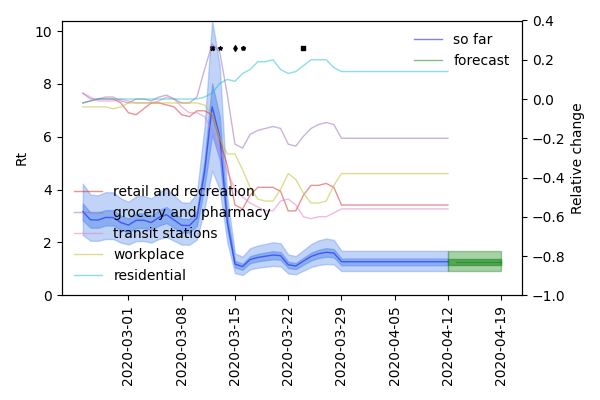 so far
forecast
retail and recreation
grocery and pharmacy
transit stations
workplace
residential
Rt
Relative change
10
8
6
4
2
0
0.4
0.2
0.0
−0.2
−0.4
−0.6
−0.8
−1.0
2020-03-01
2020-03-08
2020-03-15
2020-03-22
2020-03-29
2020-04-05
2020-04-12
2020-04-19